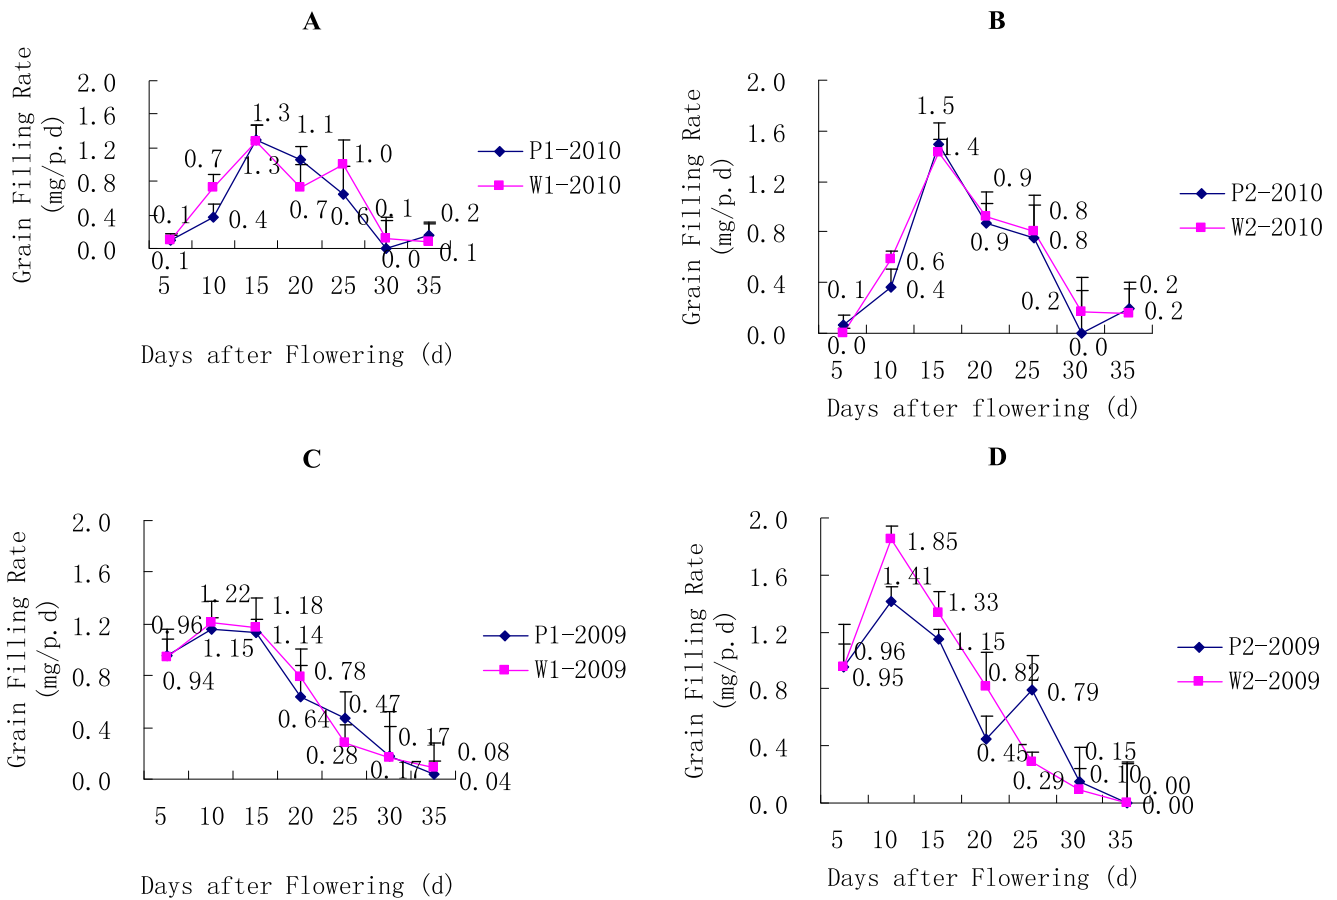 A
Grain Filling Rate
(mg/p.d)
2.0
1.6
1.2
0.8
0.4
0.0
0.1
0.7
1.3
1.1
1.0
0.1
0.2
0.1
0.4
1.3
0.7
0.6
0.0
0.1
5 10 15 20 25 30 35
Days after Flowering (d)
P1-2010
W1-2010
B
Grain Filling Rate
(mg/p.d)
2.0
1.6
1.2
0.8
0.4
0.0
0.1
0.6
1.5
0.9
0.8
0.2
0.2
0.0
0.4
1.4
0.9
0.8
0.0
0.2
5 10 15 20 25 30 35
Days after flowering (d)
P2-2010
W2-2010
C
Grain Filling Rate
(mg/p.d)
2.0
1.6
1.2
0.8
0.4
0.0
0.96
1.22
1.18
0.78
0.47
0.17
0.08
0.94
1.15
1.14
0.64
0.28
0.17
0.04
5 10 15 20 25 30 35
Days after Flowering (d)
P1-2009
W1-2009
D
Grain Filling Rate
(mg/p.d)
2.0
1.6
1.2
0.8
0.4
0.0
0.96
1.85
1.33
0.82
0.79
0.15
0.00
0.95
1.41
1.15
0.45
0.29
0.10
0.00
5 10 15 20 25 30 35
Days after Flowering (d)
P2-2009
W2-2009